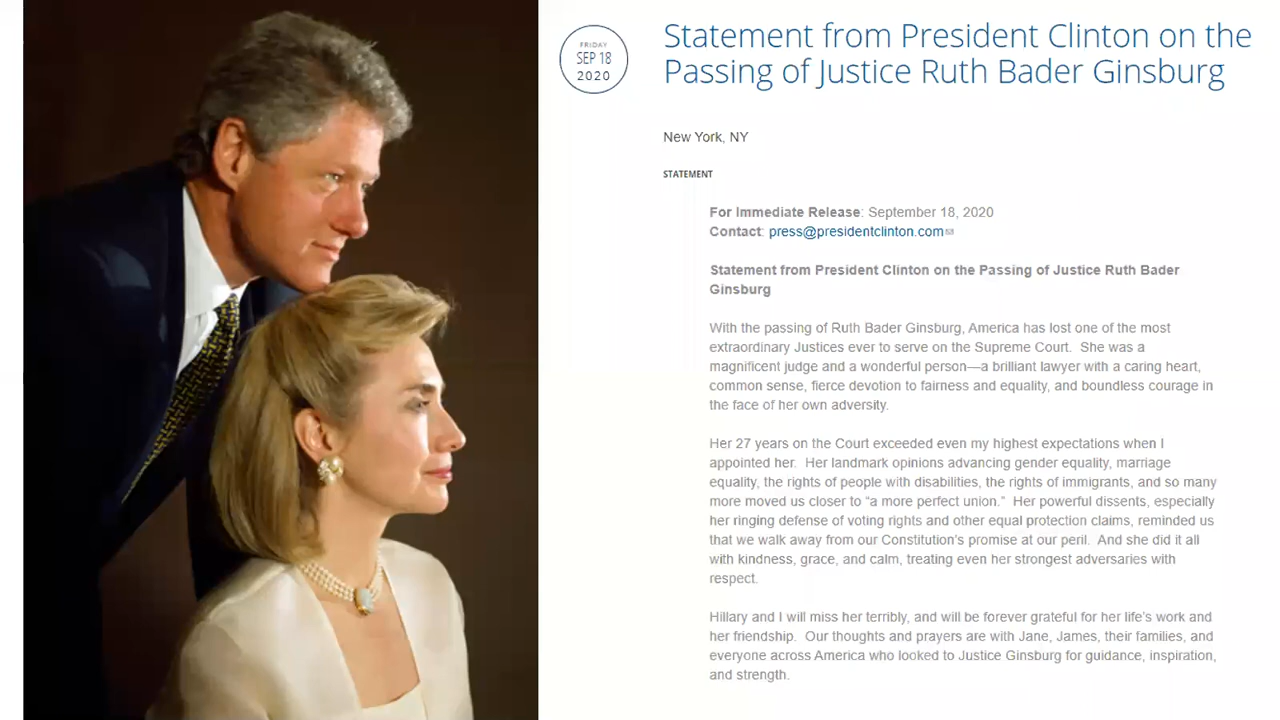 FRIDAY
SEP 18
2020
Statement from President Clinton on the
Passing of Justice Ruth Bader Ginsburg
New York, NY
STATEMENT
For Immediate Release: September 18, 2020
Contact: press@presidentclinton.com
Statement from President Clinton on the Passing of Justice Ruth Bader
Ginsburg
With the passing of Ruth Bader Ginsburg, America has lost one of the most
extraordinary Justices ever to serve on the Supreme Court.  She was a
magnificent judge and a wonderful person—a brilliant lawyer with a caring heart,
common sense, fierce devotion to fairness and equality, and boundless courage in
the face of her own adversity.
Her 27 years on the Court exceeded even my highest expectations when I
appointed her.  Her landmark opinions advancing gender equality, marriage
equality, the rights of people with disabilities, the rights of immigrants, and so many
more moved us closer to “a more perfect union.”  Her powerful dissents, especially
her ringing defense of voting rights and other equal protection claims, reminded us
that we walk away from our Constitution’s promise at our peril.  And she did it all
with kindness, grace, and calm, treating even her strongest adversaries with
respect.
Hillary and I will miss her terribly, and will be forever grateful for her life’s work and
her friendship.  Our thoughts and prayers are with Jane, James, their families, and
everyone across America who looked to Justice Ginsburg for guidance, inspiration,
and strength.